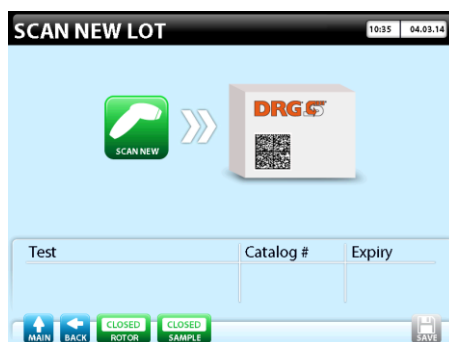 SCAN NEW LOT 10:35 04.03.14
SCAN NEW
DRG
Test Catalog # Expiry
MAIN BACK CLOSED ROTOR CLOSED SAMPLE SAVE